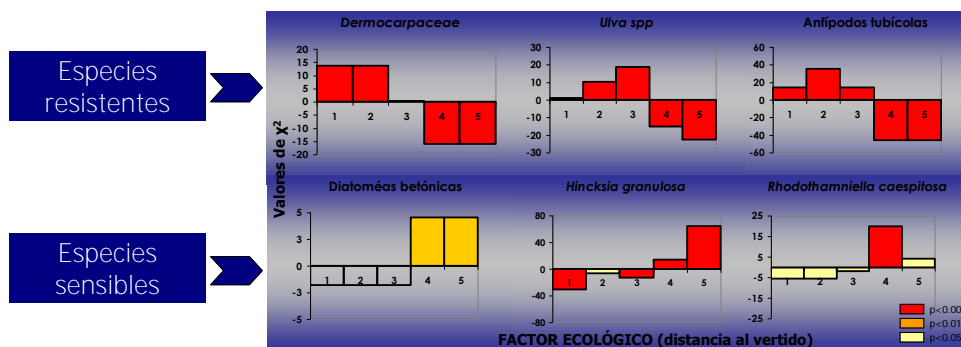 Especies
resistentes
Especies
sensibles
Valores de χ²
Dermocarpaceae
20
15
10
5
0
-5
-10
-15
-20
1 2 3 4 5
Ulva spp
30
20
10
0
-10
-20
-30
1 2 3 4 5
Antípodos tubícolas
60
40
20
0
-20
-40
-60
1 2 3 4 5
Diatoméas betónicas
5
3
0
-3
-5
1 2 3 4 5
Hincksia granulosa
80
40
0
-40
-80
1 2 3 4 5
Rhodothamniella caespitosa
25
15
5
-5
-15
-25
1 2 3 4 5
p<0.00
p<0.01
p<0.05
FACTOR ECOLÓGICO (distancia al vertido)